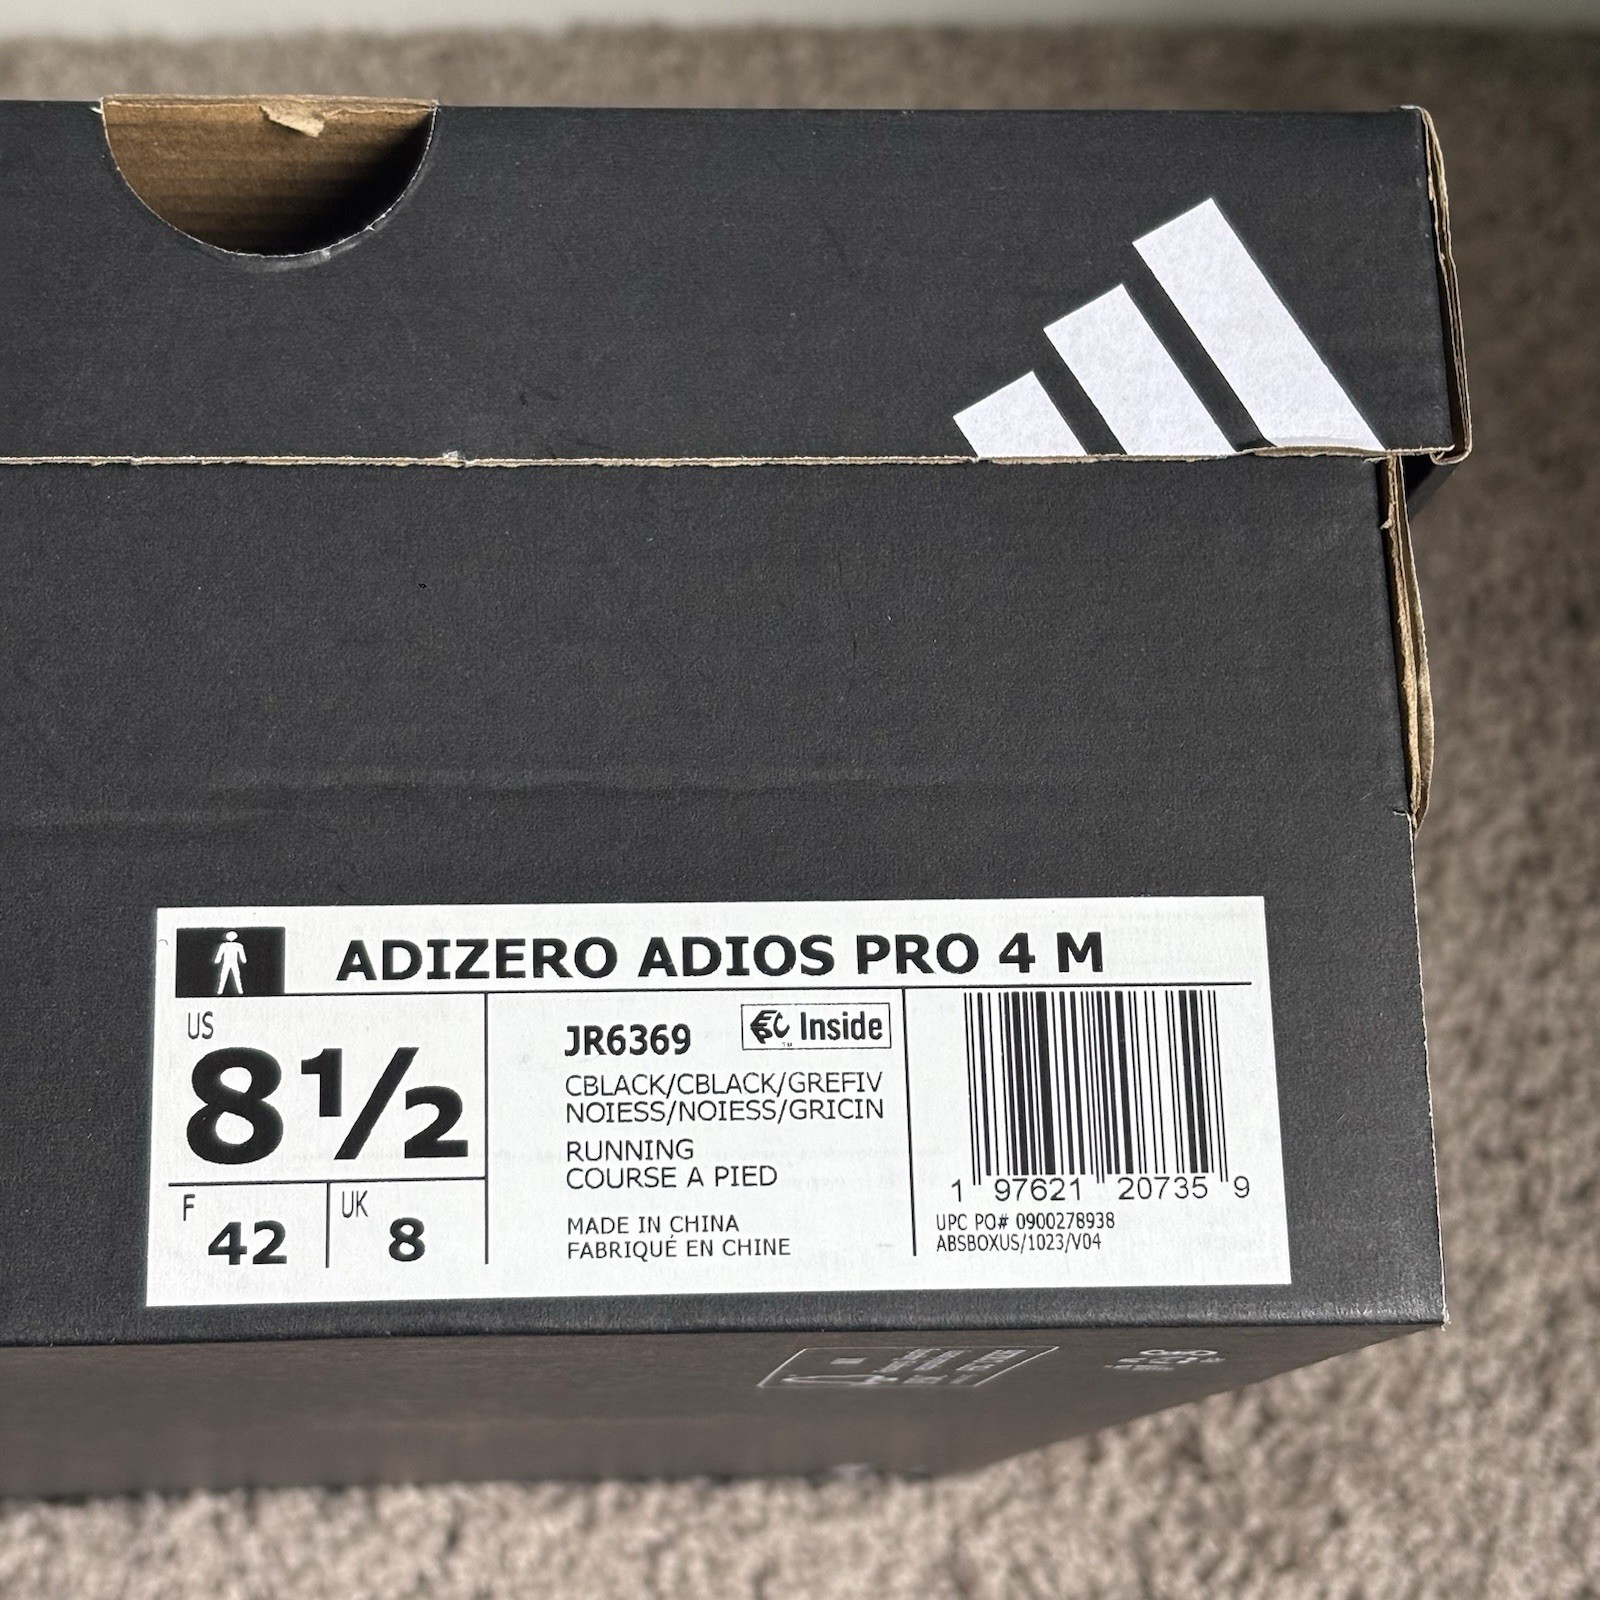 ADIZERO ADIOS PRO 4 M
US
8½
F
42
UK
8
JR6369
Inside
TM
CBLACK/CBLACK/GREFIV
NOIESS/NOIESS/GRICIN
RUNNING
COURSE A PIED
MADE IN CHINA
FABRIQUÉ EN CHINE
1 97621 20735 9
UPC PO# 0900278938
ABSBOXUS/1023/V04